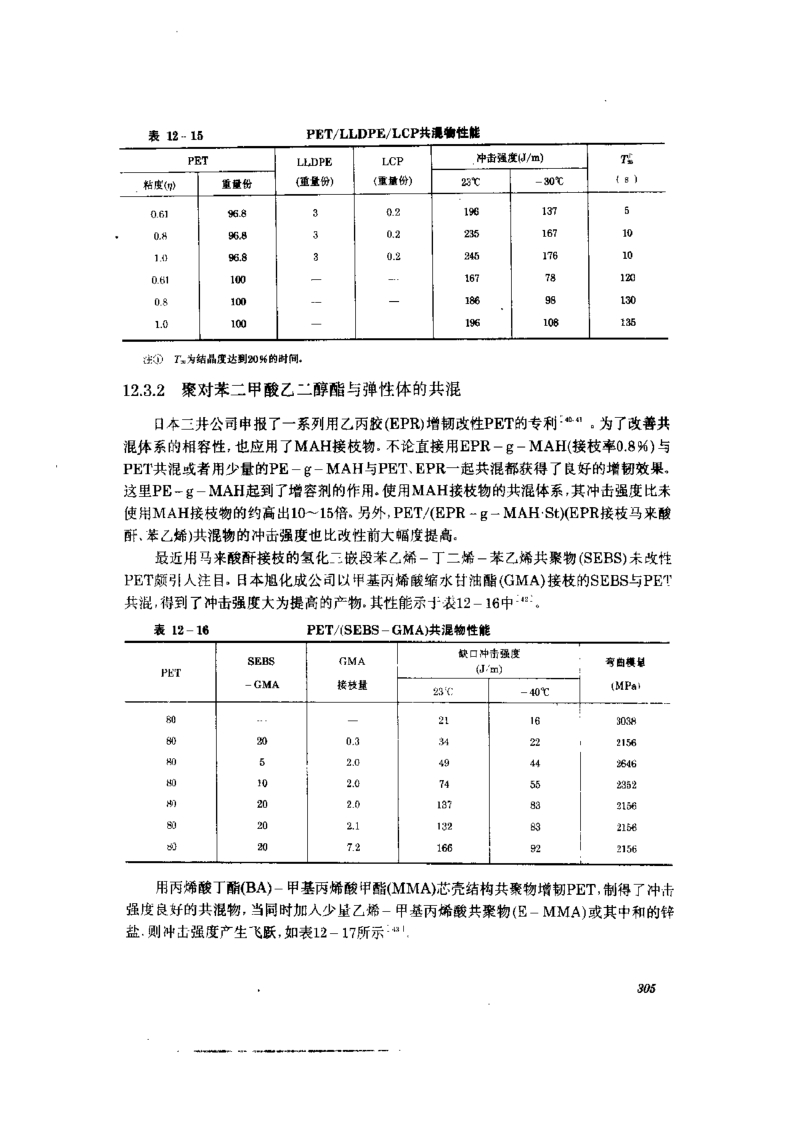 表 12-15 PET/LLDPE/LCP共混物性能
PET LLDPE LCP 冲击强度(J/m)
粘度(η) 重量份 (重量份) (重量份) 23℃ -30℃ (s)
0.61 96.8 3 0.2 196 137 5
0.8 96.8 3 0.2 235 167 10
1.0 96.8 3 0.2 245 176 10
0.61 100 — — 167 78 120
0.8 100 — — 186 98 130
1.0 100 — 196 108 135
注① T∞为结晶度达到20%的时间。
12.3.2 聚对苯二甲酸乙二醇酯与弹性体的共混
日本三井公司申报了一系列用乙丙胶(EPR)增韧改性PET的专利[40.41]。为了改善共
混体系的相容性,也应用了MAH接枝物。不论直接用EPR-g-MAH(接枝率0.8%)与
PET共混或者用少量的PE-g-MAH与PET、EPR一起共混都获得了良好的增韧效果。
这里PE-g-MAH起到了增容剂的作用。使用MAH接枝物的共混体系,其冲击强度比未
使用MAH接枝物的约高出10~15倍。另外,PET/(EPR-g-MAH·St)(EPR接枝马来酸
酐、苯乙烯)共混物的冲击强度也比改性前大幅度提高。
最近用马来酸酐接枝的氢化三嵌段苯乙烯-丁二烯-苯乙烯共聚物(SEBS)未改性
PET颇引人注目。日本旭化成公司以甲基丙烯酸缩水甘油酯(GMA)接枝的SEBS与PET
共混,得到了冲击强度大为提高的产物,其性能示于表12-16中[42]。
表 12-16 PET/(SEBS-GMA)共混物性能
PET SEBS-GMA GMA接枝量 缺口冲击强度(J/m) 弯曲模量(MPa)
23℃ -40℃
80 — — 21 16 3038
80 20 0.3 34 22 2156
80 5 2.0 49 44 2646
80 10 2.0 74 55 2352
80 20 2.0 137 83 2156
80 20 2.1 132 83 2156
80 20 7.2 166 92 2156
用丙烯酸丁酯(BA)-甲基丙烯酸甲酯(MMA)芯壳结构共聚物增韧PET,制得了冲击
强度良好的共混物,当同时加入少量乙烯-甲基丙烯酸共聚物(E-MMA)或其中和的锌
盐,则冲击强度产生飞跃,如表12-17所示[43]。
305